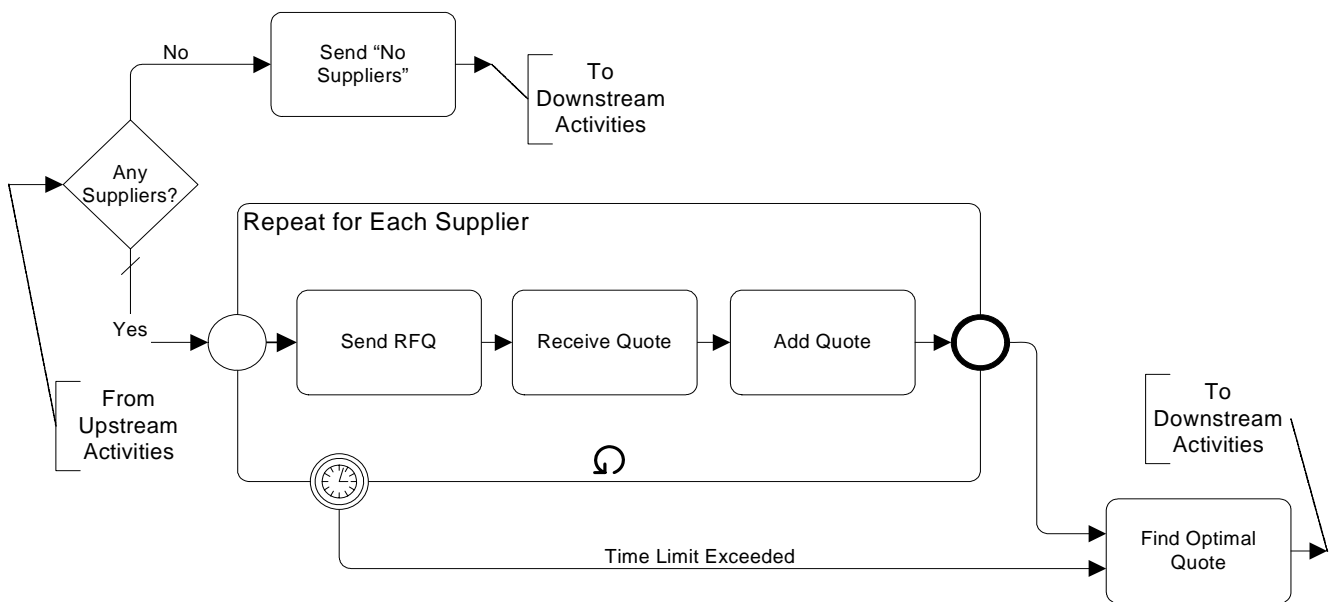 No
Send “No
Suppliers”
To
Downstream
Activities
Any
Suppliers?
Repeat for Each Supplier
Yes
Send RFQ
Receive Quote
Add Quote
From
Upstream
Activities
To
Downstream
Activities
Time Limit Exceeded
Find Optimal
Quote